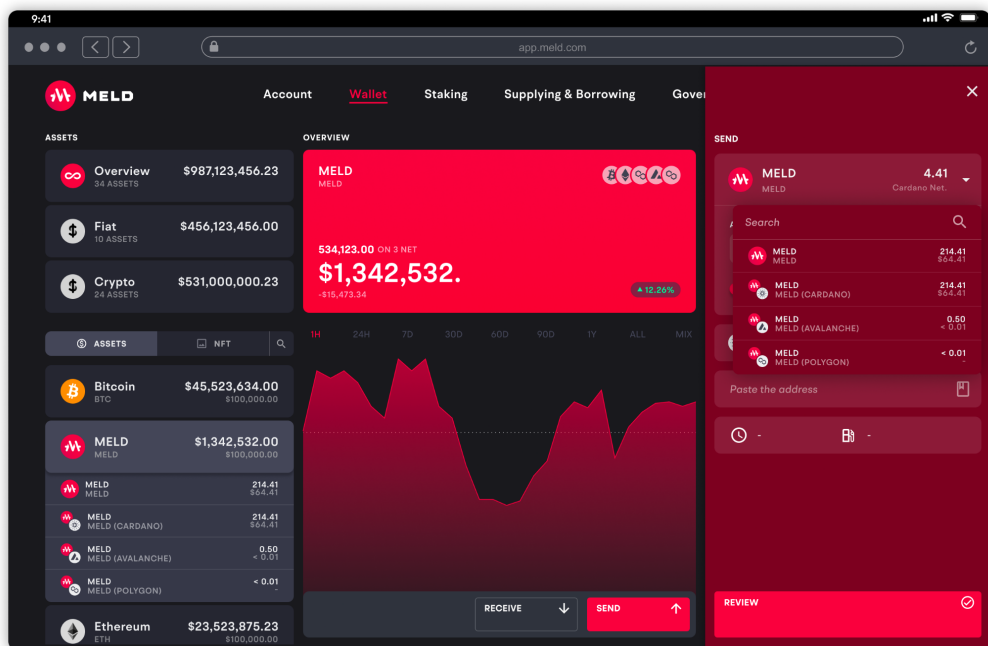 9:41
app.meld.com
MELD
Account Wallet Staking Supplying & Borrowing Gover
ASSETS
Overview $987,123,456.23
34 ASSETS
Fiat $456,123,456.00
10 ASSETS
Crypto $531,000,000.23
24 ASSETS
ASSETS NFT
Bitcoin $45,523,634.00
BTC $100,000.00
MELD $1,342,532.00
MELD $100,000.00
MELD 214.41
MELD $64.41
MELD 214.41
MELD (CARDANO) $64.41
MELD 0.50
MELD (AVALANCHE) < 0.01
MELD < 0.01
MELD (POLYGON) -
Ethereum $23,523,875.23
ETH $100,000.00
OVERVIEW
MELD
MELD
534,123.00 ON 3 NET
$1,342,532.
-$15,473.34
12.26%
1H 24H 7D 30D 60D 90D 1Y ALL MIX
RECEIVE SEND
SEND
MELD 4.41
MELD Cardano Net.
Search
MELD 214.41
MELD $64.41
MELD 214.41
MELD (CARDANO) $64.41
MELD 0.50
MELD (AVALANCHE) < 0.01
MELD < 0.01
MELD (POLYGON) -
Paste the address
- -
REVIEW